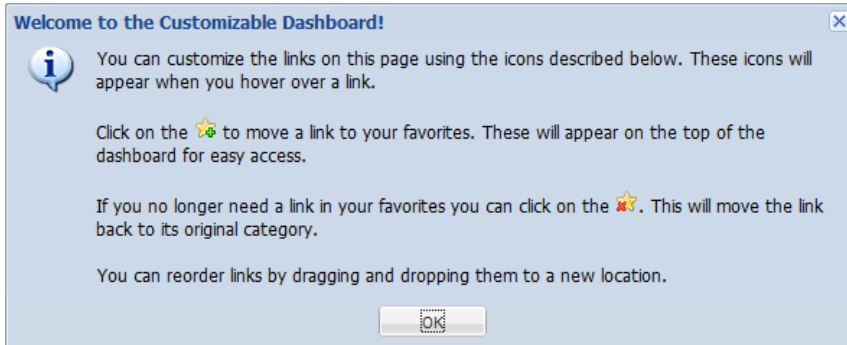 Welcome to the Customizable Dashboard!
You can customize the links on this page using the icons described below. These icons will
appear when you hover over a link.
Click on the to move a link to your favorites. These will appear on the top of the
dashboard for easy access.
If you no longer need a link in your favorites you can click on the . This will move the link
back to its original category.
You can reorder links by dragging and dropping them to a new location.
OK